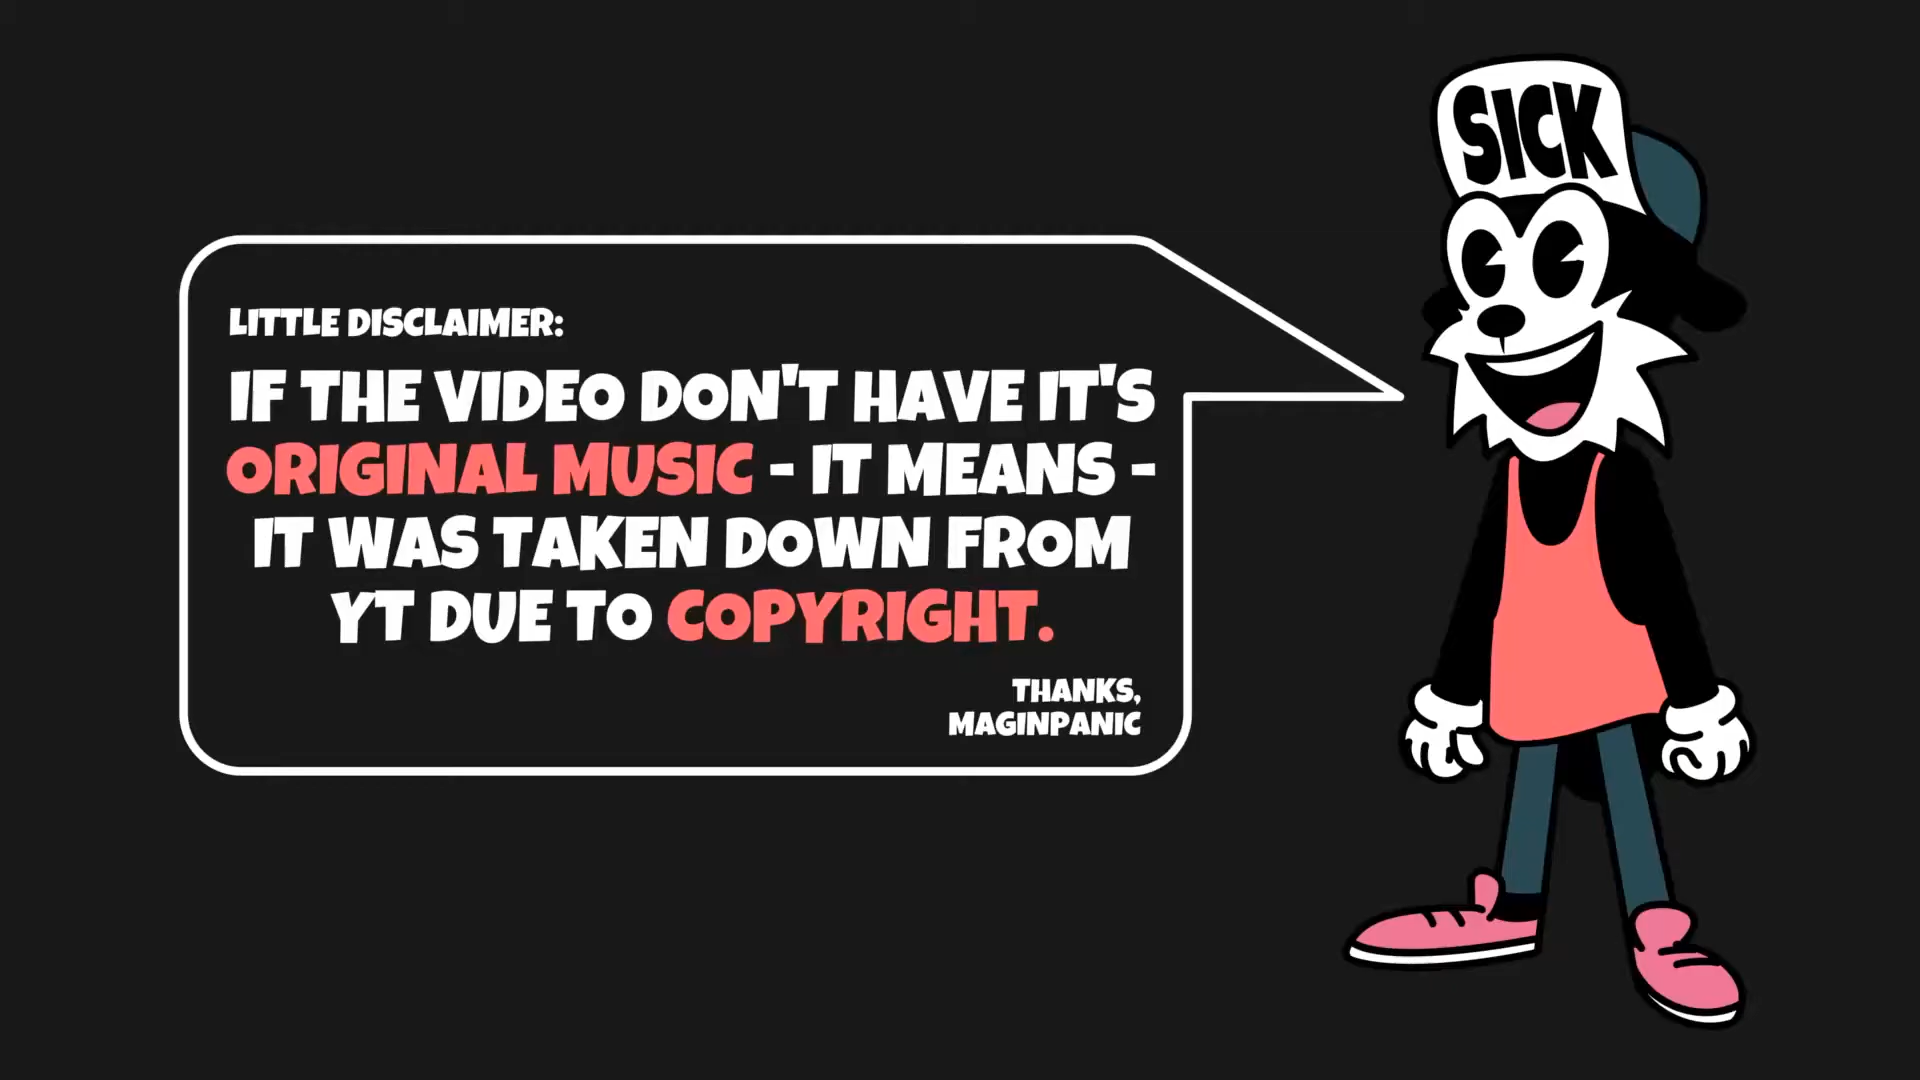 SICK
LITTLE DISCLAIMER:
IF THE VIDEO DON'T HAVE IT'S
ORIGINAL MUSIC - IT MEANS -
IT WAS TAKEN DOWN FROM
YT DUE TO COPYRIGHT.
THANKS,
MAGINPANIC